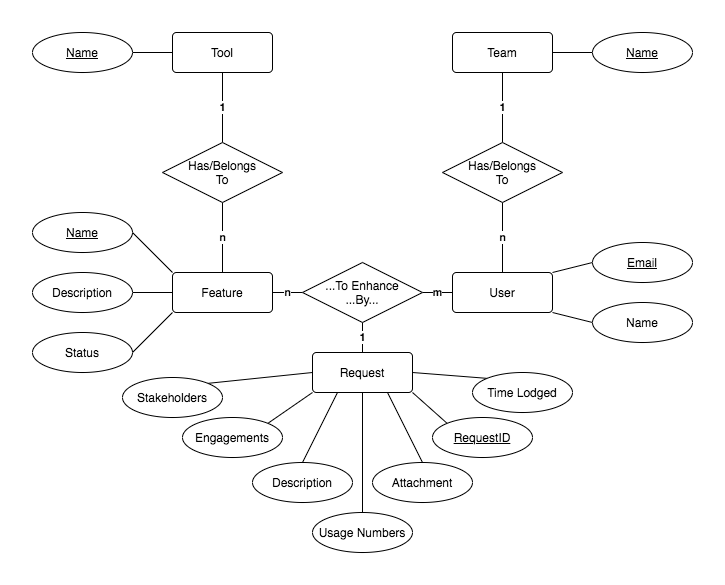 Name
Tool
Team
Name
1
1
Has/Belongs
To
Has/Belongs
To
n
n
Name
Email
Description
Feature
n
...To Enhance
...By...
m
User
Name
Status
1
Request
Stakeholders
Time Lodged
Engagements
RequestID
Description
Attachment
Usage Numbers